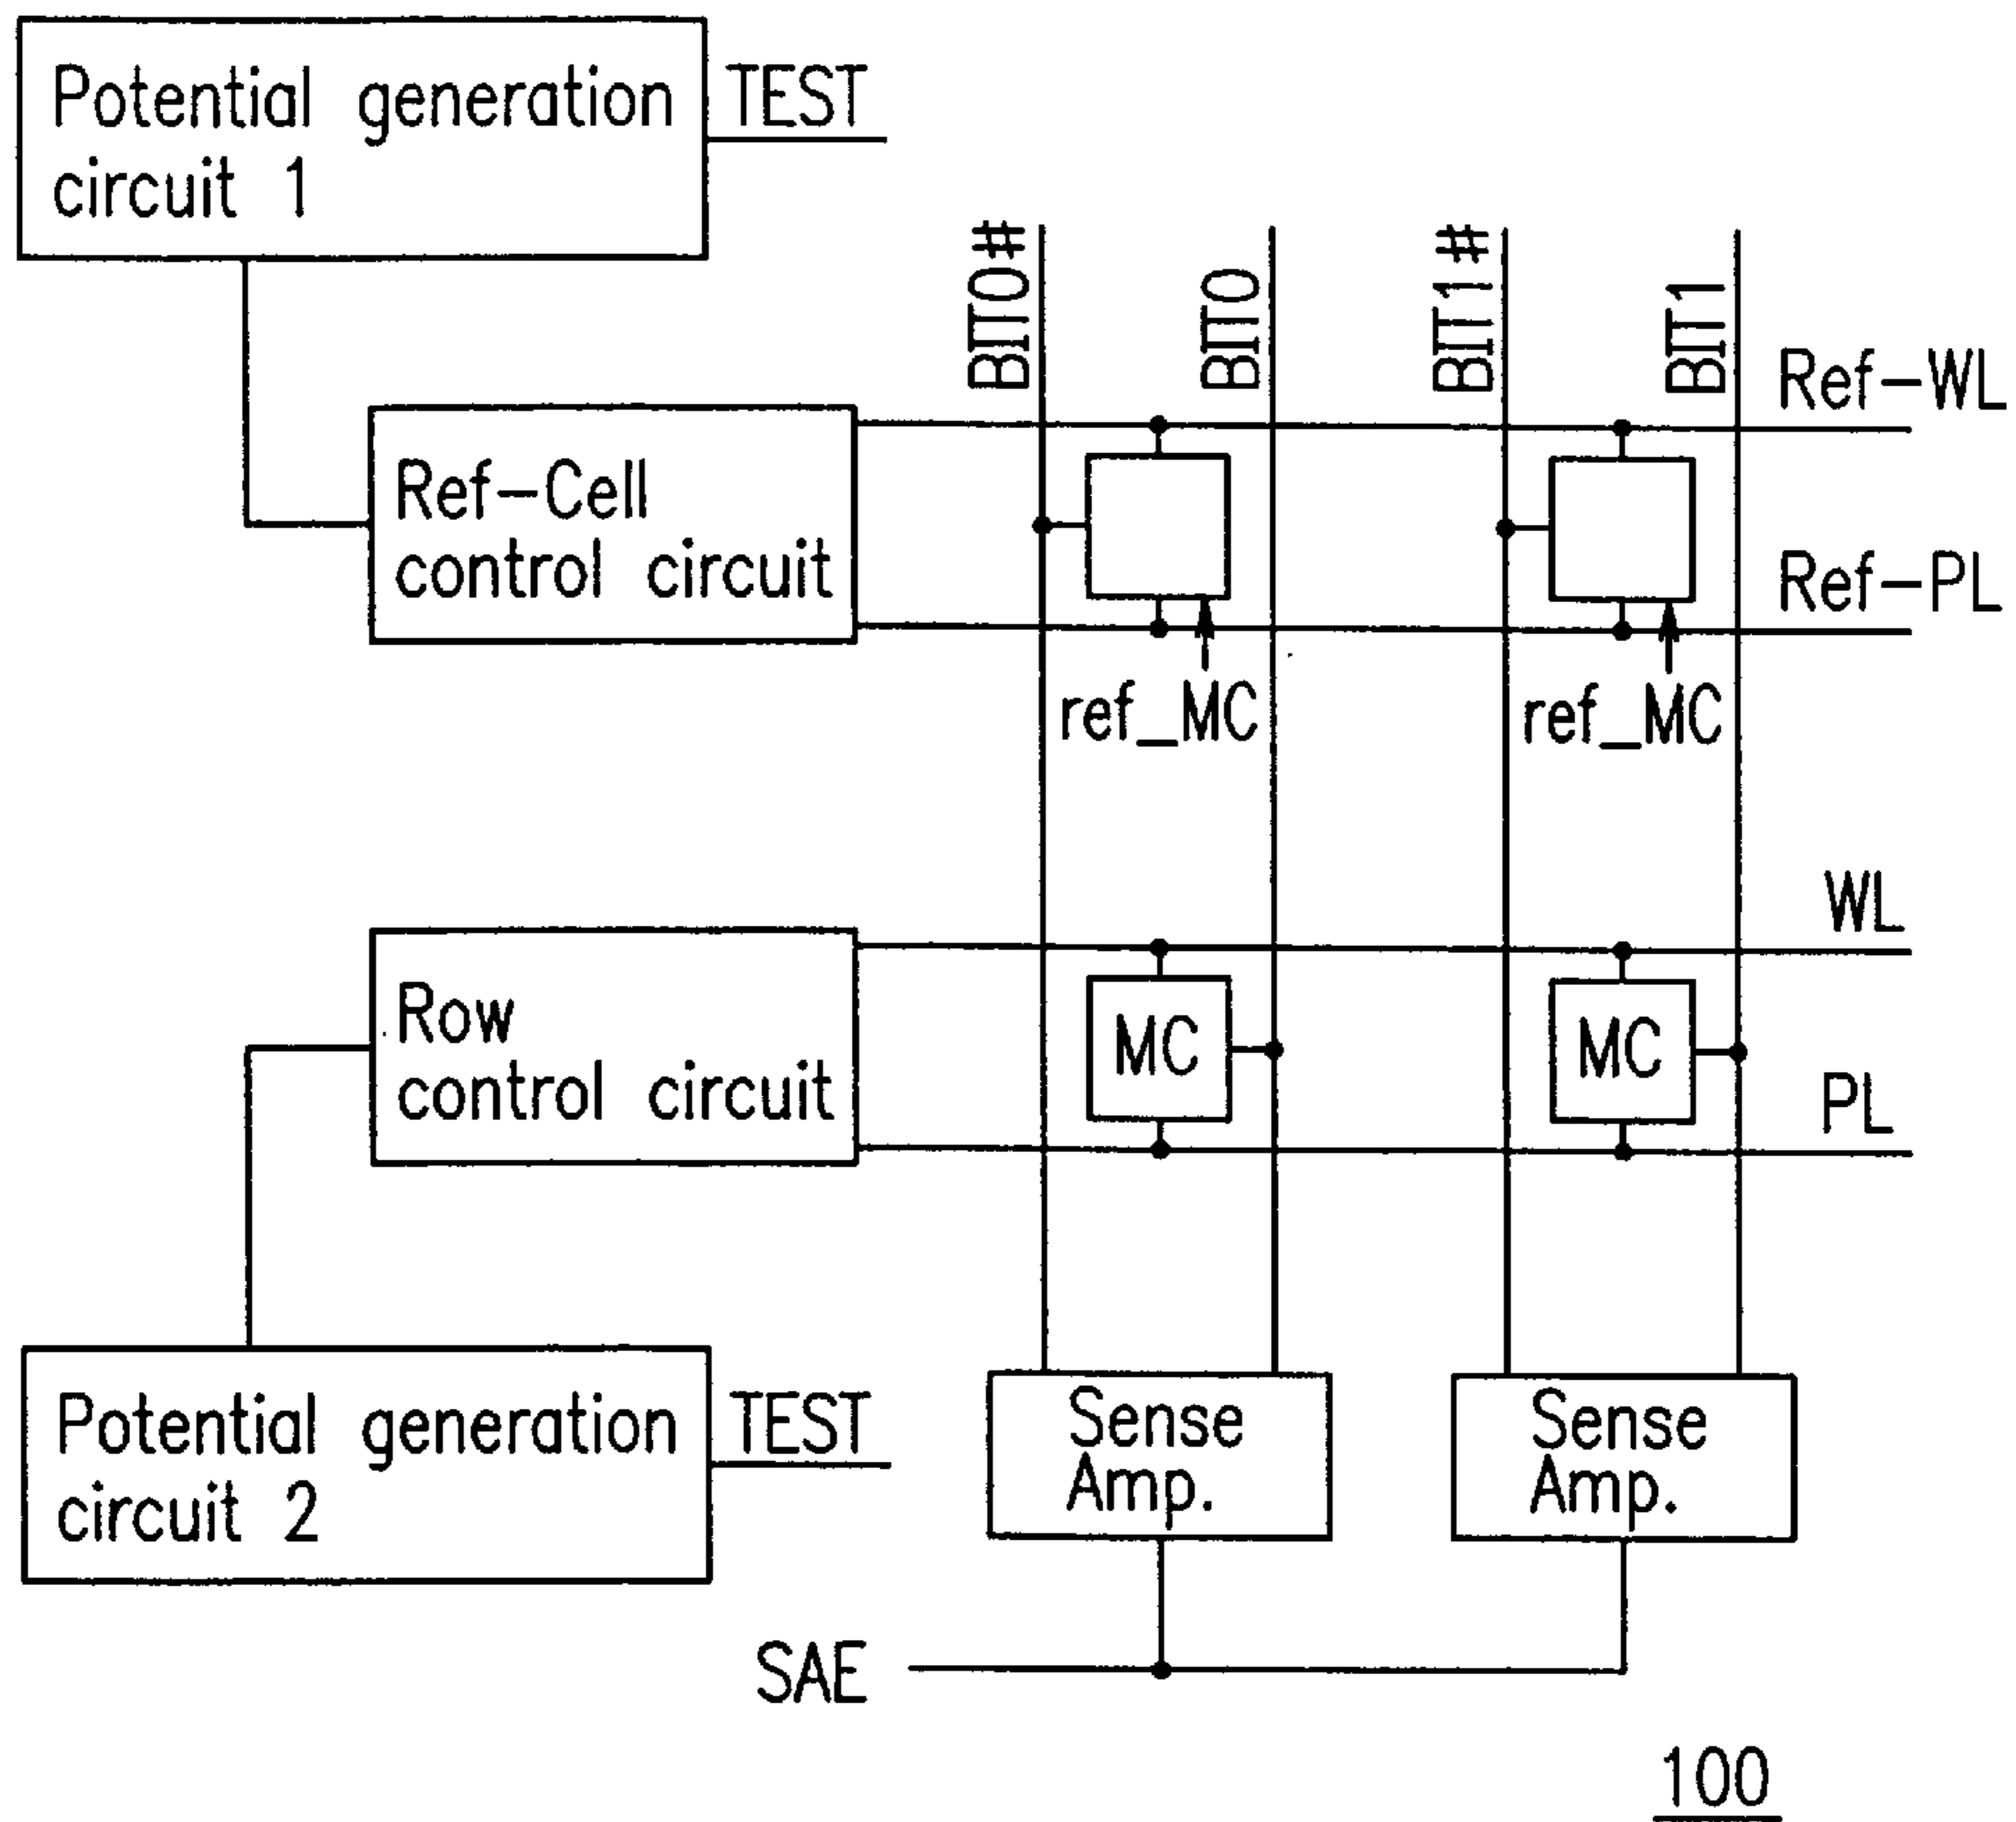 Potential generation
circuit 1
TEST
BIT0#
BIT0
BIT1#
BIT1
Ref-WL
Ref-Cell
control circuit
Ref-PL
ref_MC
ref_MC
WL
Row
control circuit
MC
MC
PL
Potential generation
circuit 2
TEST
Sense
Amp.
Sense
Amp.
SAE
100